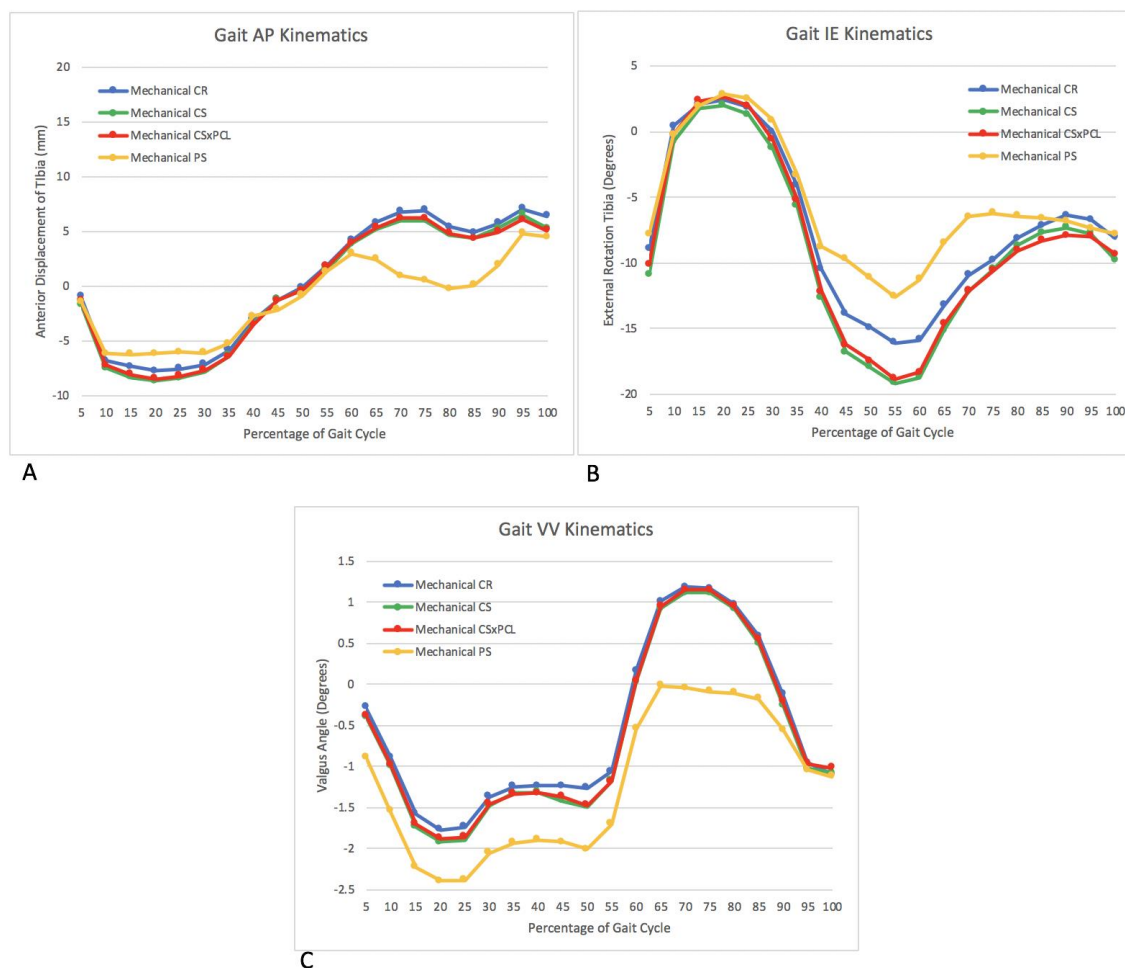 Gait AP Kinematics
20
15
10
5
0
-5
-10
Anterior Displacement of Tibia (mm)
Mechanical CR
Mechanical CS
Mechanical CSxPCL
Mechanical PS
5 10 15 20 25 30 35 40 45 50 55 60 65 70 75 80 85 90 95 100
Percentage of Gait Cycle
A
Gait IE Kinematics
5
0
-5
-10
-15
-20
External Rotation Tibia (Degrees)
Mechanical CR
Mechanical CS
Mechanical CSxPCL
Mechanical PS
5 10 15 20 25 30 35 40 45 50 55 60 65 70 75 80 85 90 95 100
Percentage of Gait Cycle
B
Gait VV Kinematics
1.5
1
0.5
0
-0.5
-1
-1.5
-2
-2.5
Valgus Angle (Degrees)
Mechanical CR
Mechanical CS
Mechanical CSxPCL
Mechanical PS
5 10 15 20 25 30 35 40 45 50 55 60 65 70 75 80 85 90 95 100
Percentage of Gait Cycle
C